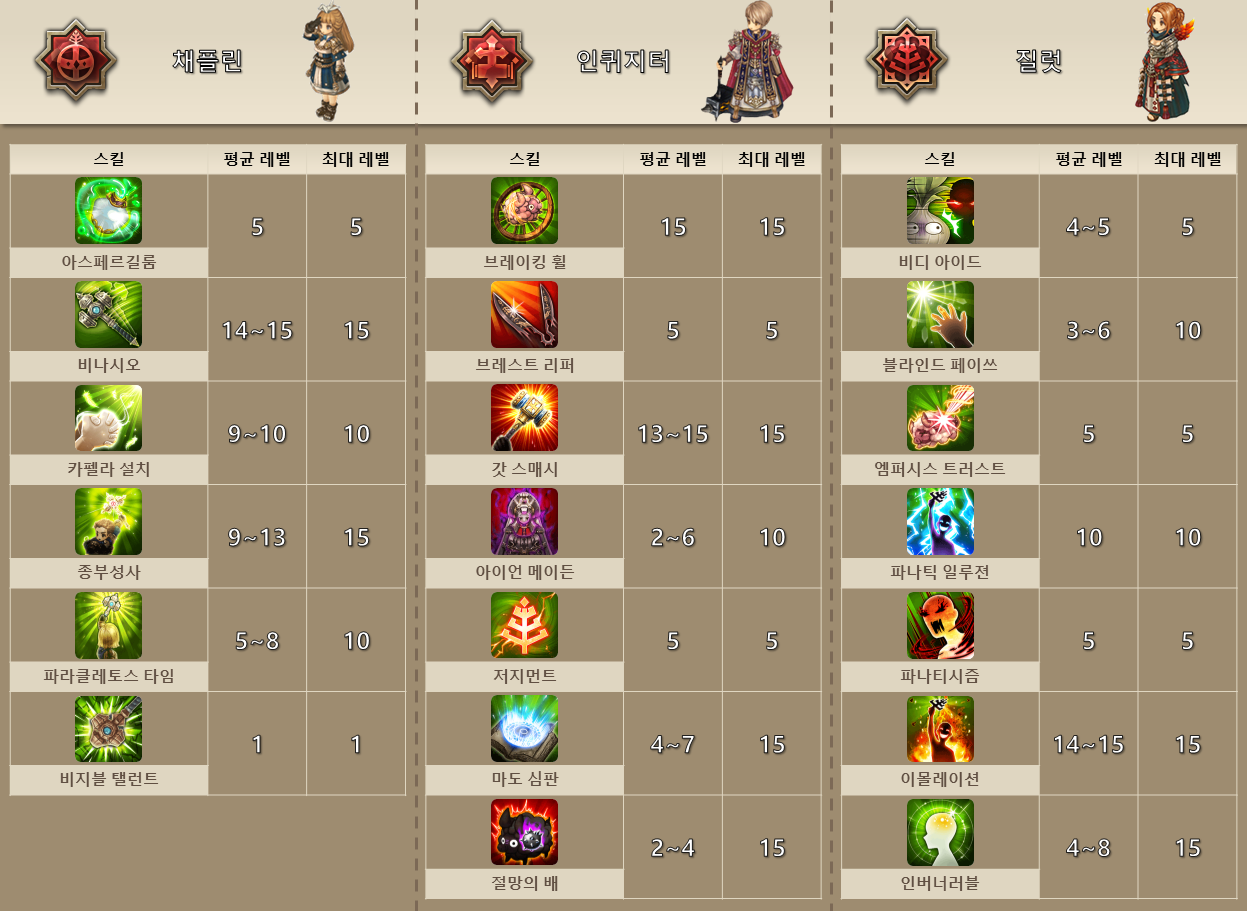 채플린
인퀴지터
질럿
스킬 평균 레벨 최대 레벨
5 5
아스페르길룸
14~15 15
비나시오
9~10 10
카펠라 설치
9~13 15
종부성사
5~8 10
파라클레토스 타임
1 1
비지블 탤런트
스킬 평균 레벨 최대 레벨
15 15
브레이킹 휠
5 5
브레스트 리퍼
13~15 15
갓 스매시
2~6 10
아이언 메이든
5 5
저지먼트
4~7 15
마도 심판
2~4 15
절망의 배
스킬 평균 레벨 최대 레벨
4~5 5
비디 아이드
3~6 10
블라인드 페이쓰
5 5
엠퍼시스 트러스트
10 10
파나틱 일루젼
5 5
파나티시즘
14~15 15
이몰레이션
4~8 15
인버너러블